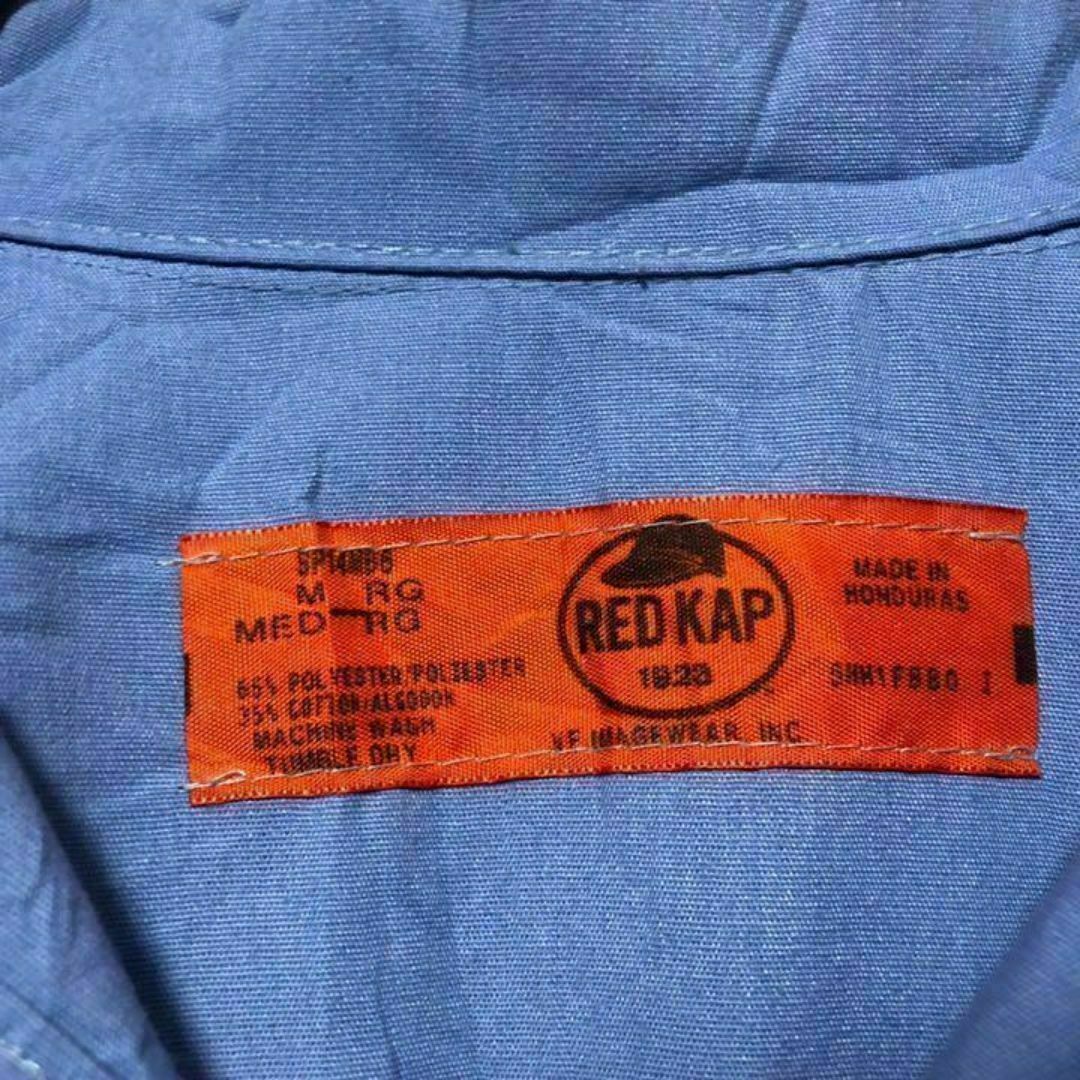 M RG
MED RG
65% POLYESTER/POLIESTER
35% COTTON/ALGODON
MACHINE WASH
TUMBLE DRY
RED KAP
1923
VF IMAGEWEAR, INC.
MADE IN
HONDURAS